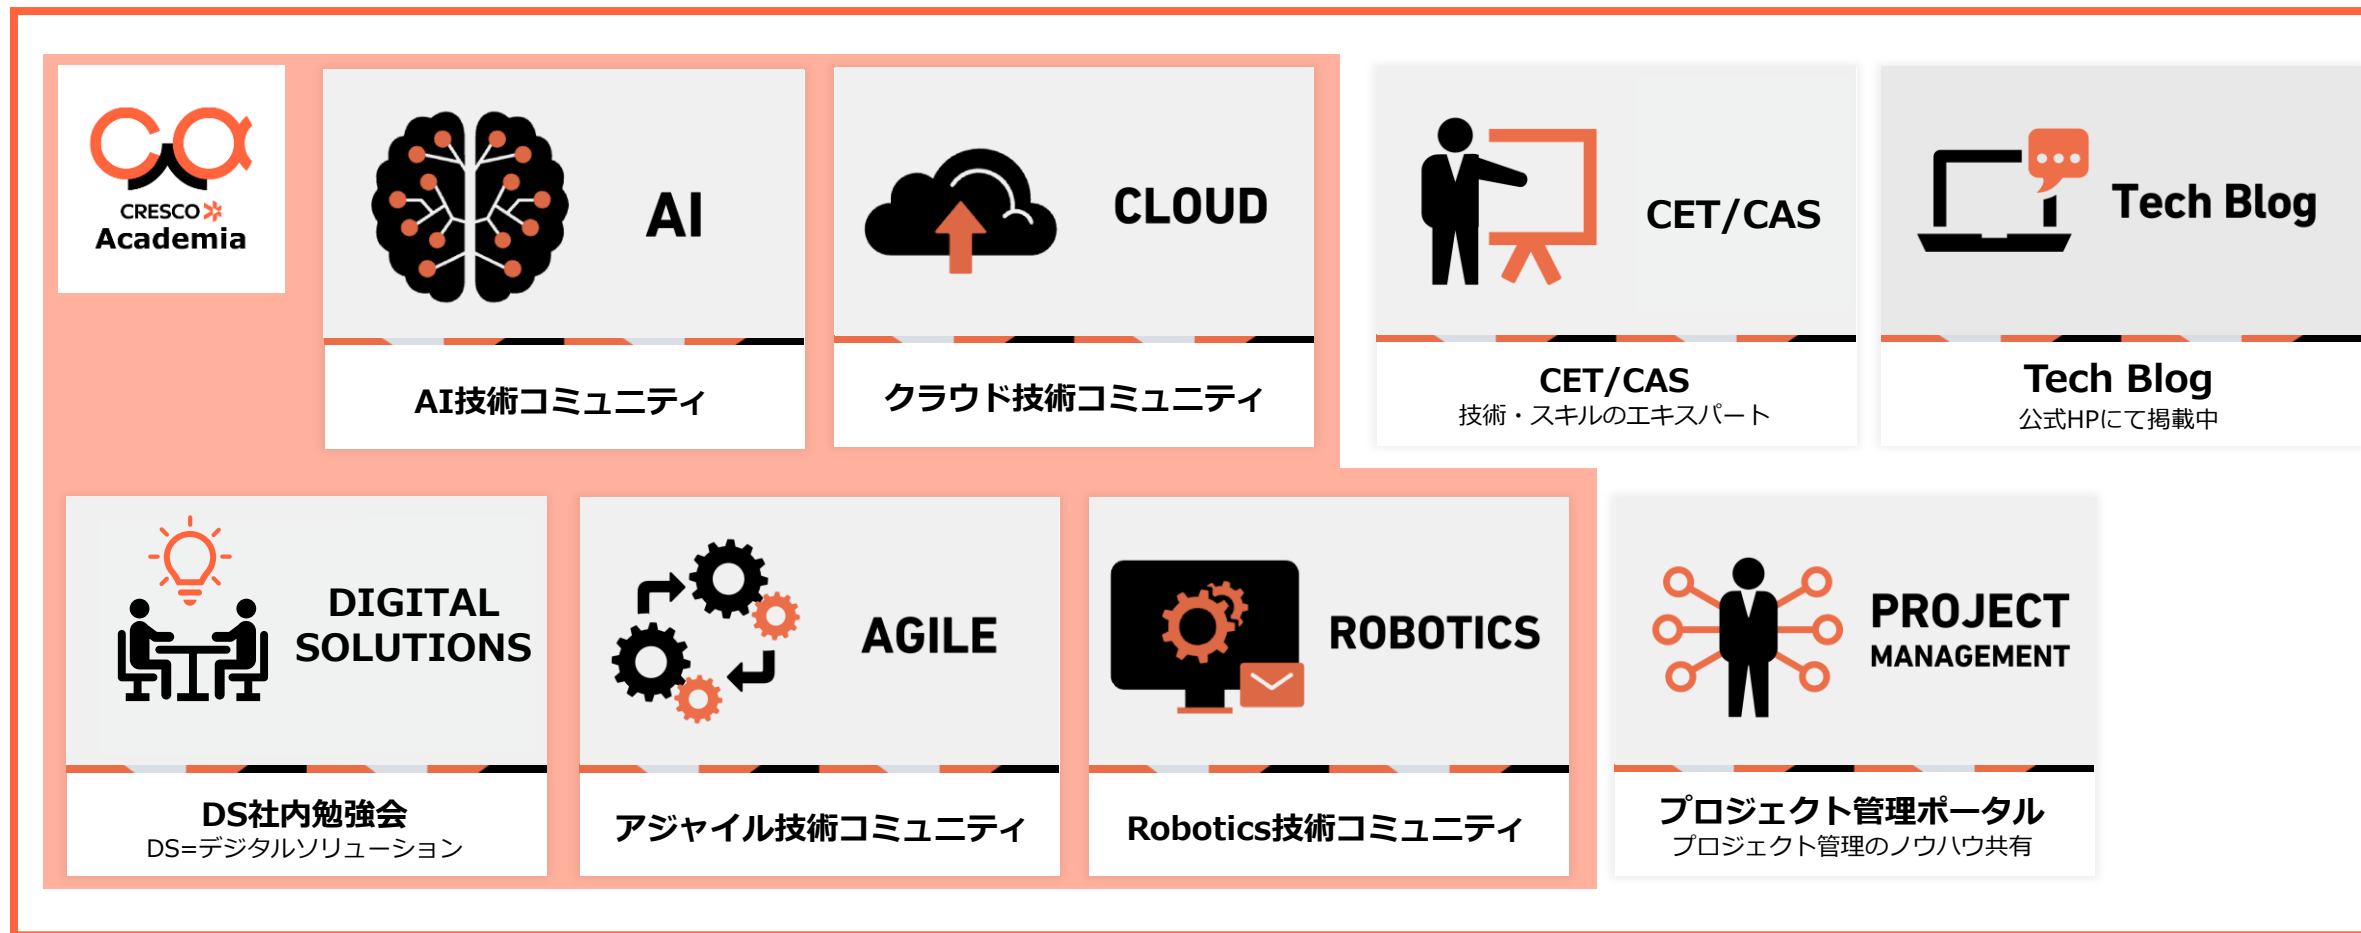 CRESCO
Academia
AI
AI技術コミュニティ
CLOUD
クラウド技術コミュニティ
CET/CAS
CET/CAS
技術・スキルのエキスパート
Tech Blog
Tech Blog
公式HPにて掲載中
DIGITAL
SOLUTIONS
DS社内勉強会
DS=デジタルソリューション
AGILE
アジャイル技術コミュニティ
ROBOTICS
Robotics技術コミュニティ
PROJECT
MANAGEMENT
プロジェクト管理ポータル
プロジェクト管理のノウハウ共有